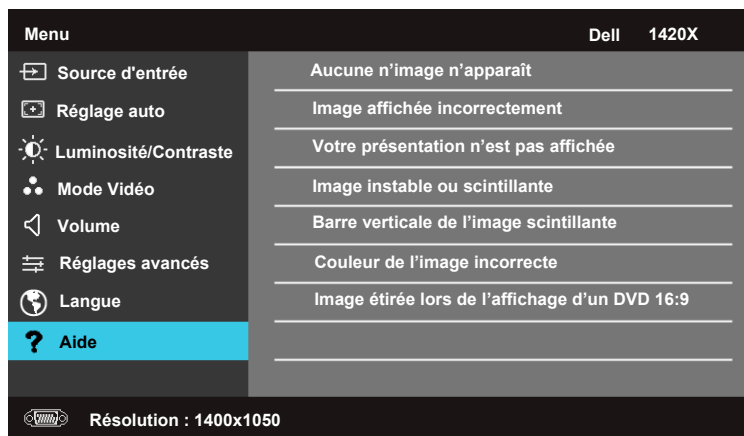 Menu
Dell 1420X
Source d'entrée
Réglage auto
Luminosité/Contraste
Mode Vidéo
Volume
Réglages avancés
Langue
Aide
Aucune n’image n’apparaît
Image affichée incorrectement
Votre présentation n’est pas affichée
Image instable ou scintillante
Barre verticale de l’image scintillante
Couleur de l’image incorrecte
Image étirée lors de l’affichage d’un DVD 16:9
Résolution : 1400x1050